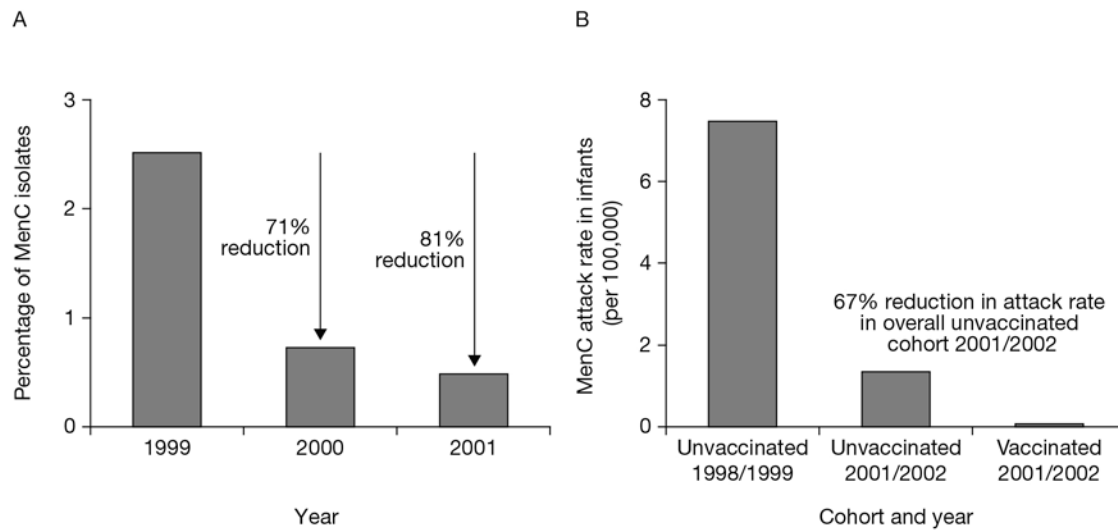 A
Percentage of MenC isolates
3
2
1
0
71%
reduction
81%
reduction
1999
2000
2001
Year
B
MenC attack rate in infants
(per 100,000)
8
6
4
2
0
67% reduction in attack rate
in overall unvaccinated
cohort 2001/2002
Unvaccinated
1998/1999
Unvaccinated
2001/2002
Vaccinated
2001/2002
Cohort and year